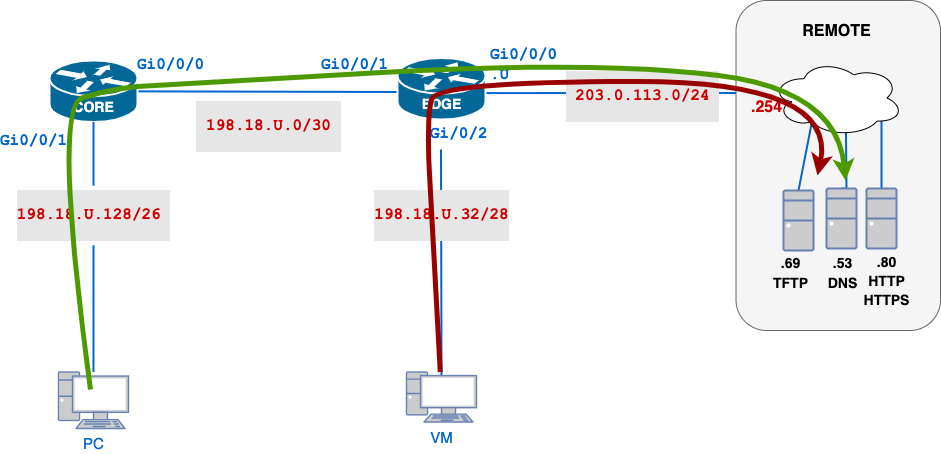 REMOTE
Gi0/0/0
Gi0/0/1
Gi0/0/0
.U
CORE
EDGE
203.0.113.0/24
.254
198.18.U.0/30
Gi/0/2
Gi0/0/1
198.18.U.128/26
198.18.U.32/28
.69
TFTP
.53
DNS
.80
HTTP
HTTPS
PC
VM